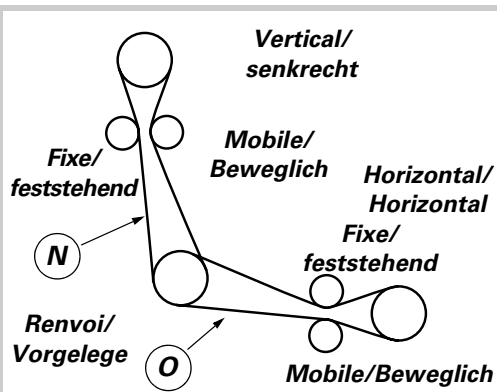 Vertical/
senkrecht
Fixe/
feststehend
Mobile/
Beweglich
Horizontal/
Horizontal
Fixe/
feststehend
N
Renvoi/
Vorgelege
O
Mobile/Beweglich